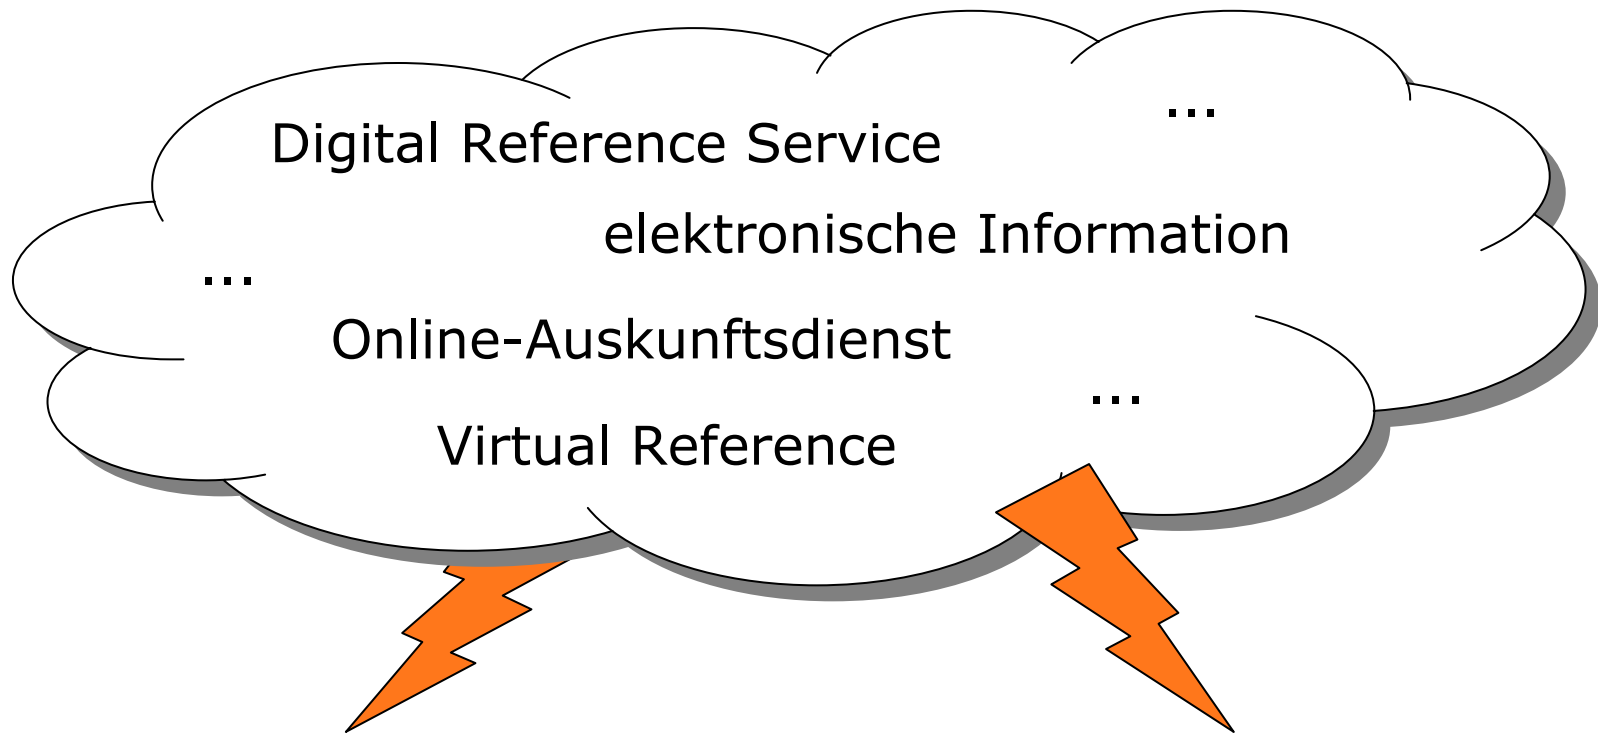 ...
Digital Reference Service
elektronische Information
...
Online-Auskunftsdienst
...
Virtual Reference